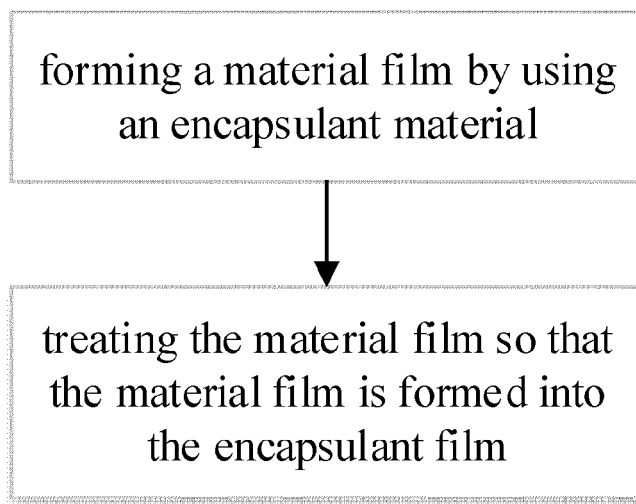 forming a material film by using
an encapsulant material
treating the material film so that
the material film is formed into
the encapsulant film